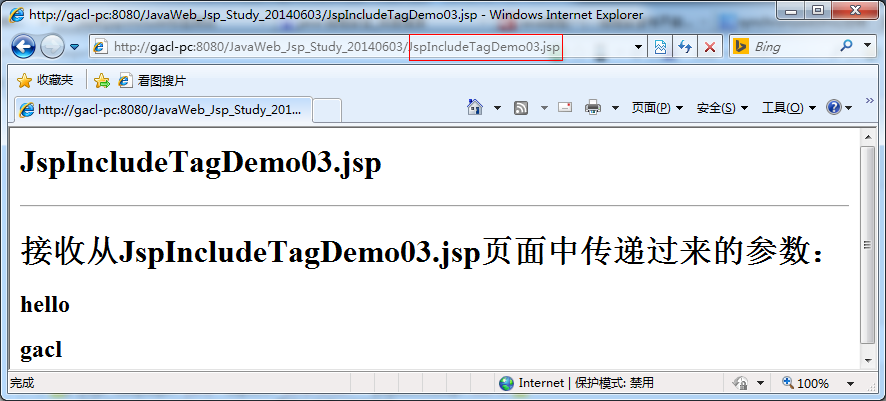 http://gacl-pc:8080/JavaWeb_Jsp_Study_20140603/JspIncludeTagDemo03.jsp - Windows Internet Explorer
http://gacl-pc:8080/JavaWeb_Jsp_Study_20140603/JspIncludeTagDemo03.jsp
Bing
收藏夹 看图搜片
http://gacl-pc:8080/JavaWeb_Jsp_Study_201...
页面(P) 安全(S) 工具(O)
JspIncludeTagDemo03.jsp
接收从JspIncludeTagDemo03.jsp页面中传递过来的参数：
hello
gacl
完成 Internet | 保护模式: 禁用 100%